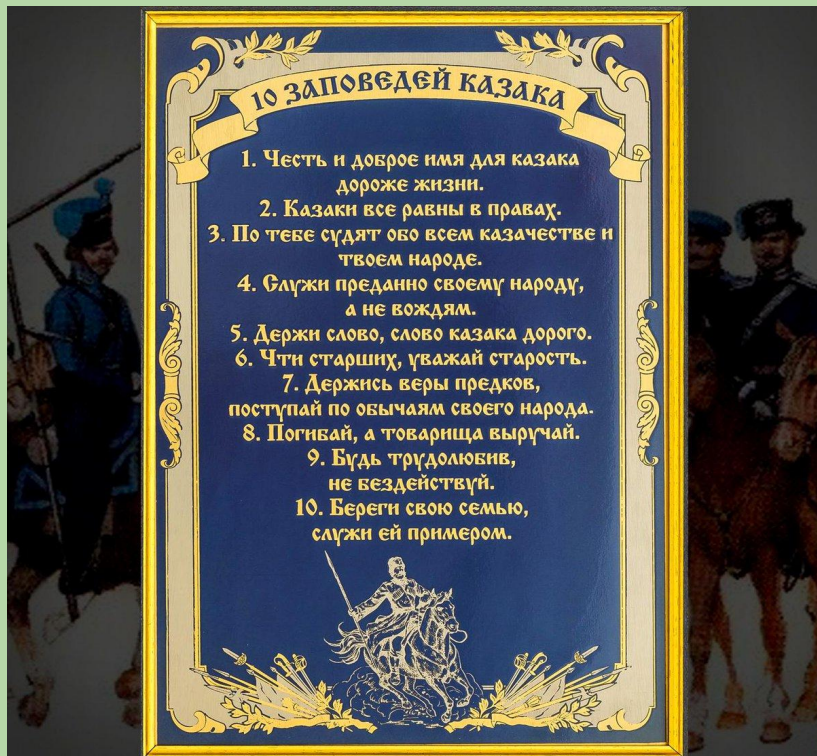 10 ЗАПОВЕДЕЙ КАЗАКА
1. Честь и доброе имя для казака
дороже жизни.
2. Казаки все равны в правах.
3. По тебе судят обо всем казачестве и
твоем народе.
4. Служи преданно своему народу,
а не вождям.
5. Держи слово, слово казака дорого.
6. Чти старших, уважай старость.
7. Держись веры предков,
поступай по обычаям своего народа.
8. Погибай, а товарища выручай.
9. Будь трудолюбив,
не бездействуй.
10. Береги свою семью,
служи ей примером.